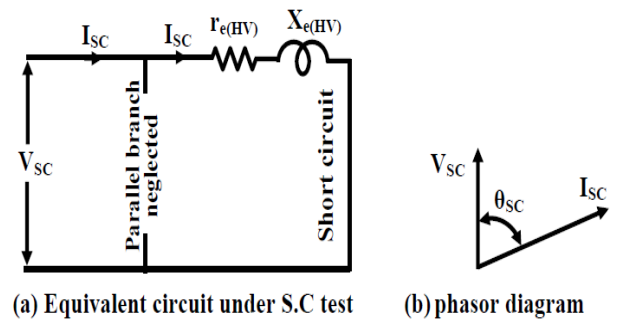 I_SC I_SC r_e(HV) X_e(HV)
V_SC
Parallel branch
neglected
Short circuit
V_SC
θ_SC
I_SC
(a) Equivalent circuit under S.C test
(b) phasor diagram